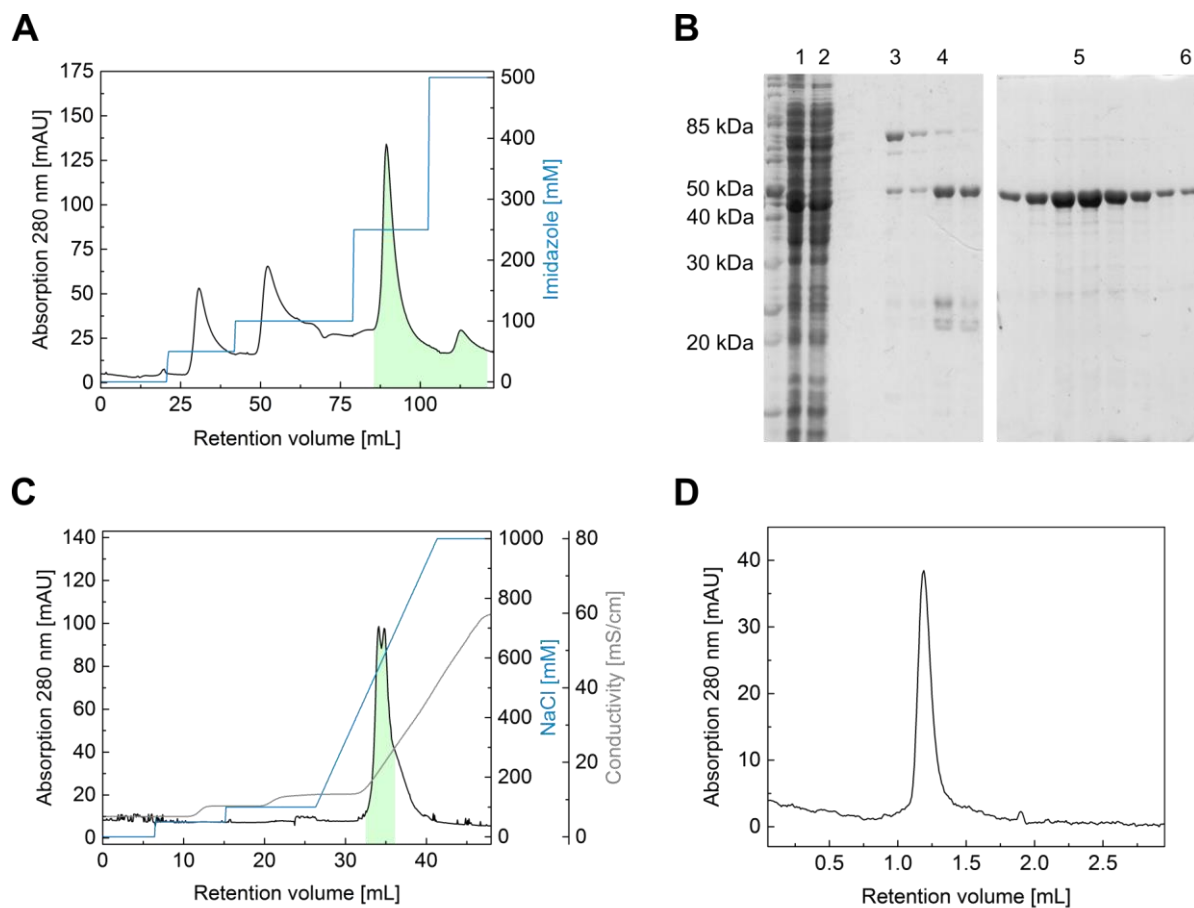 A
175
150
125
100
75
50
25
0
0 25 50 75 100
500
400
300
200
100
0
Absorption 280 nm [mAU]
Imidazole [mM]
Retention volume [mL]
B
1 2 3 4 5 6
85 kDa
50 kDa
40 kDa
30 kDa
20 kDa
C
140
120
100
80
60
40
20
0
0 10 20 30 40
1000
800
600
400
200
0
80
60
40
20
0
Absorption 280 nm [mAU]
NaCl [mM]
Conductivity [mS/cm]
Retention volume [mL]
D
40
30
20
10
0
0.5 1.0 1.5 2.0 2.5
Absorption 280 nm [mAU]
Retention volume [mL]